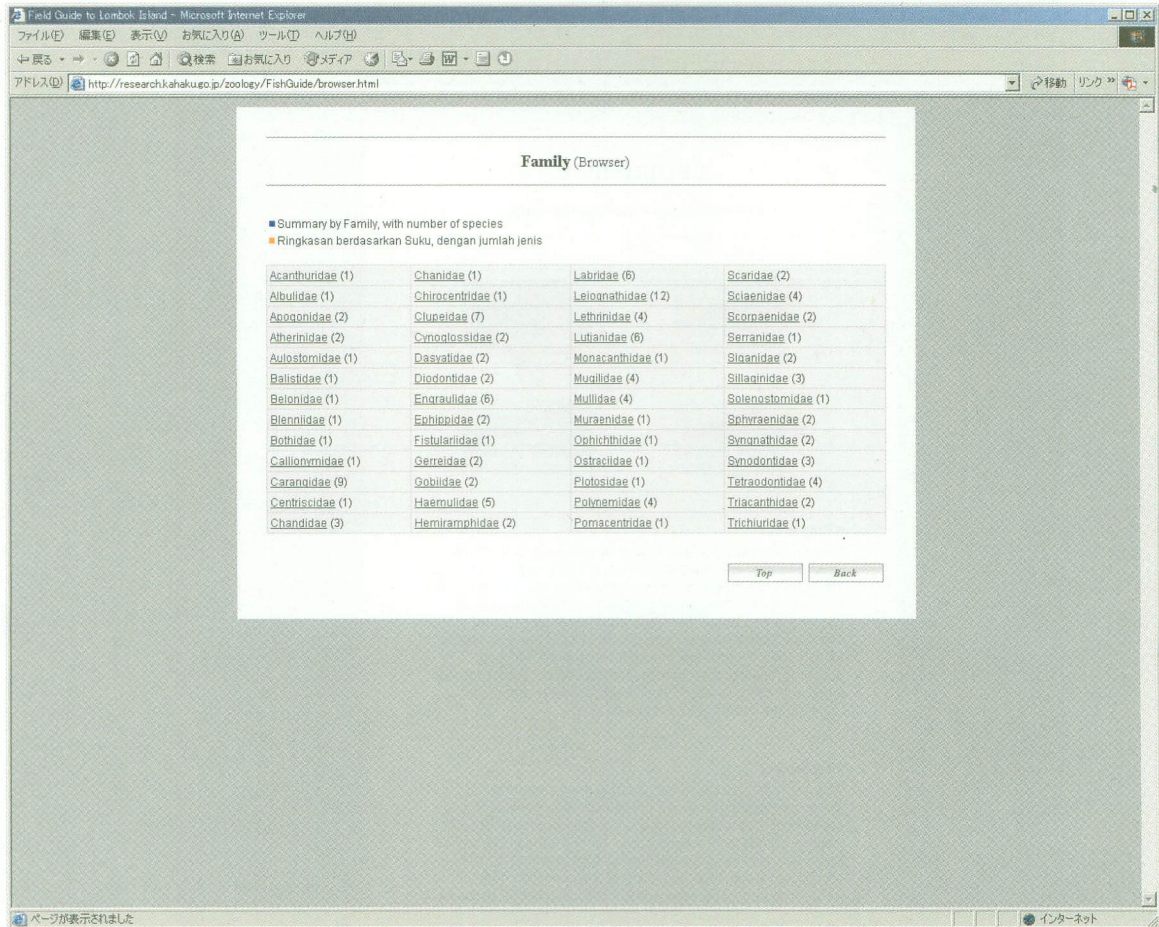 Field Guide to Lombok Island - Microsoft Internet Explorer
ファイル(F) 編集(E) 表示(V) お気に入り(A) ツール(T) ヘルプ(H)
戻る 検索 お気に入り メディア
アドレス(D) http://research.kahaku.go.jp/zoology/FishGuide/browser.html 移動 リンク »
Family (Browser)
Summary by Family, with number of species
Ringkasan berdasarkan Suku, dengan jumlah jenis
Acanthuridae (1) Chanidae (1) Labridae (6) Scaridae (2)
Albulidae (1) Chirocentridae (1) Leiognathidae (12) Sciaenidae (4)
Apogonidae (2) Clupeidae (7) Lethrinidae (4) Scorpaenidae (2)
Atherinidae (2) Cynoglossidae (2) Lutjanidae (6) Serranidae (1)
Aulostomidae (1) Dasyatidae (2) Monacanthidae (1) Siganidae (2)
Balistidae (1) Diodontidae (2) Mugilidae (4) Sillaginidae (3)
Belonidae (1) Engraulidae (6) Mullidae (4) Solenostomidae (1)
Blenniidae (1) Ephippidae (2) Muraenidae (1) Sphyraenidae (2)
Bothidae (1) Fistulariidae (1) Ophichthidae (1) Syngnathidae (2)
Callionymidae (1) Gerreidae (2) Ostraciidae (1) Synodontidae (3)
Carangidae (9) Gobiidae (2) Plotosidae (1) Tetraodontidae (4)
Centriscidae (1) Haemulidae (5) Polynemidae (4) Triacanthidae (2)
Chandidae (3) Hemiramphidae (2) Pomacentridae (1) Trichiuridae (1)
Top Back
ページが表示されました インターネット